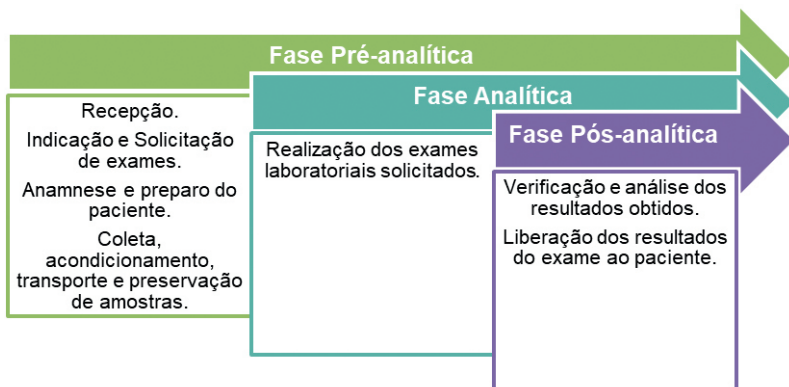 Fase Pré-analítica
Recepção.
Indicação e Solicitação
de exames.
Anamnese e preparo do
paciente.
Coleta,
acondicionamento,
transporte e preservação
de amostras.
Fase Analítica
Realização dos exames
laboratoriais solicitados.
Fase Pós-analítica
Verificação e análise dos
resultados obtidos.
Liberação dos resultados
do exame ao paciente.